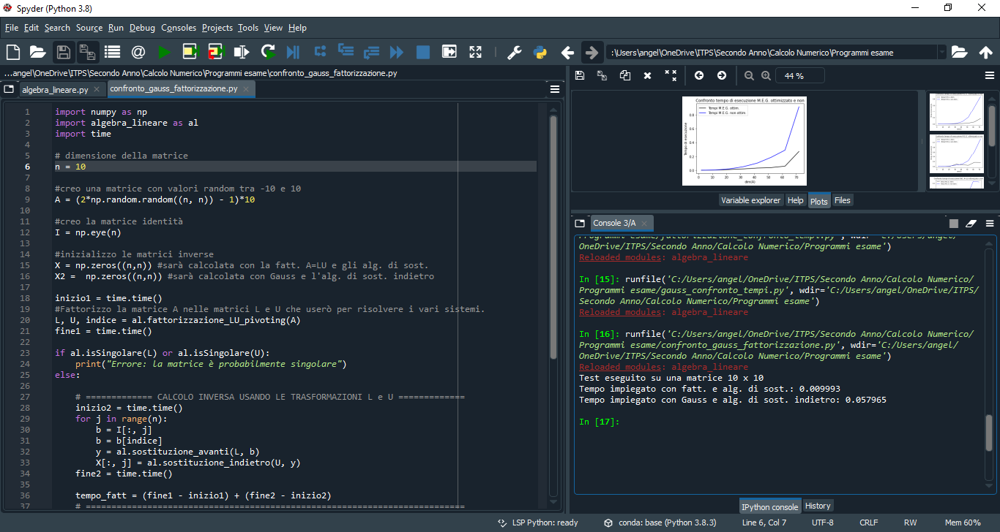 Spyder (Python 3.8)
File Edit Search Source Run Debug Consoles Projects Tools View Help
:\Users\angel\OneDrive\ITPS\Secondo Anno\Calcolo Numerico\Programmi esame
...angel\OneDrive\ITPS\Secondo Anno\Calcolo Numerico\Programmi esame\confronto_gauss_fattorizzazione.py
algebra_lineare.py confronto_gauss_fattorizzazione.py
1 import numpy as np
2 import algebra_lineare as al
3 import time
4
5 # dimensione della matrice
6 n = 10
7
8 #creo una matrice con valori random tra -10 e 10
9 A = (2*np.random.random((n, n)) - 1)*10
10
11 #creo la matrice identità
12 I = np.eye(n)
13
14 #inizializzo le matrici inverse
15 X = np.zeros((n,n)) #sarà calcolata con la fatt. A=LU e gli alg. di sost.
16 X2 =  np.zeros((n,n)) #sarà calcolata con Gauss e l'alg. di sost. indietro
17
18 inizio1 = time.time()
19 #Fattorizzo la matrice A nelle matrici L e U che userò per risolvere i vari sistemi.
20 L, U, indice = al.fattorizzazione_LU_pivoting(A)
21 fine1 = time.time()
22
23 if al.isSingolare(L) or al.isSingolare(U):
24     print("Errore: la matrice è probabilmente singolare")
25 else:
26
27     # ============= CALCOLO INVERSA USANDO LE TRASFORMAZIONI L e U =============
28     inizio2 = time.time()
29     for j in range(n):
30         b = I[:, j]
31         b = b[indice]
32         y = al.sostituzione_avanti(L, b)
33         X[:, j] = al.sostituzione_indietro(U, y)
34     fine2 = time.time()
35
36     tempo_fatt = (fine1 - inizio1) + (fine2 - inizio2)
37     # ==========================================================================
44 %
Confronto tempo di esecuzione M.E.G. ottimizzato e non
Tempi M.E.G. ottim.
Tempi M.E.G. non ottim.
Tempo di esecuzione
0.8
0.6
0.4
0.2
0.0
0 10 20 30 40 50 60 70
dim(A)
Variable explorer Help Plots Files
Console 3/A
Programmi esame/fattorizzazione_confronto_tempi.py', wdir='C:/Users/angel/
OneDrive/ITPS/Secondo Anno/Calcolo Numerico/Programmi esame')
Reloaded modules: algebra_lineare
In [15]: runfile('C:/Users/angel/OneDrive/ITPS/Secondo Anno/Calcolo Numerico/
Programmi esame/gauss_confronto_tempi.py', wdir='C:/Users/angel/OneDrive/ITPS/
Secondo Anno/Calcolo Numerico/Programmi esame')
Reloaded modules: algebra_lineare
In [16]: runfile('C:/Users/angel/OneDrive/ITPS/Secondo Anno/Calcolo Numerico/
Programmi esame/confronto_gauss_fattorizzazione.py', wdir='C:/Users/angel/
OneDrive/ITPS/Secondo Anno/Calcolo Numerico/Programmi esame')
Reloaded modules: algebra_lineare
Test eseguito su una matrice 10 x 10
Tempo impiegato con fatt. e alg. di sost.: 0.009993
Tempo impiegato con Gauss e alg. di sost. indietro: 0.057965
In [17]:
IPython console History
LSP Python: ready conda: base (Python 3.8.3) Line 6, Col 7 UTF-8 CRLF RW Mem 60%